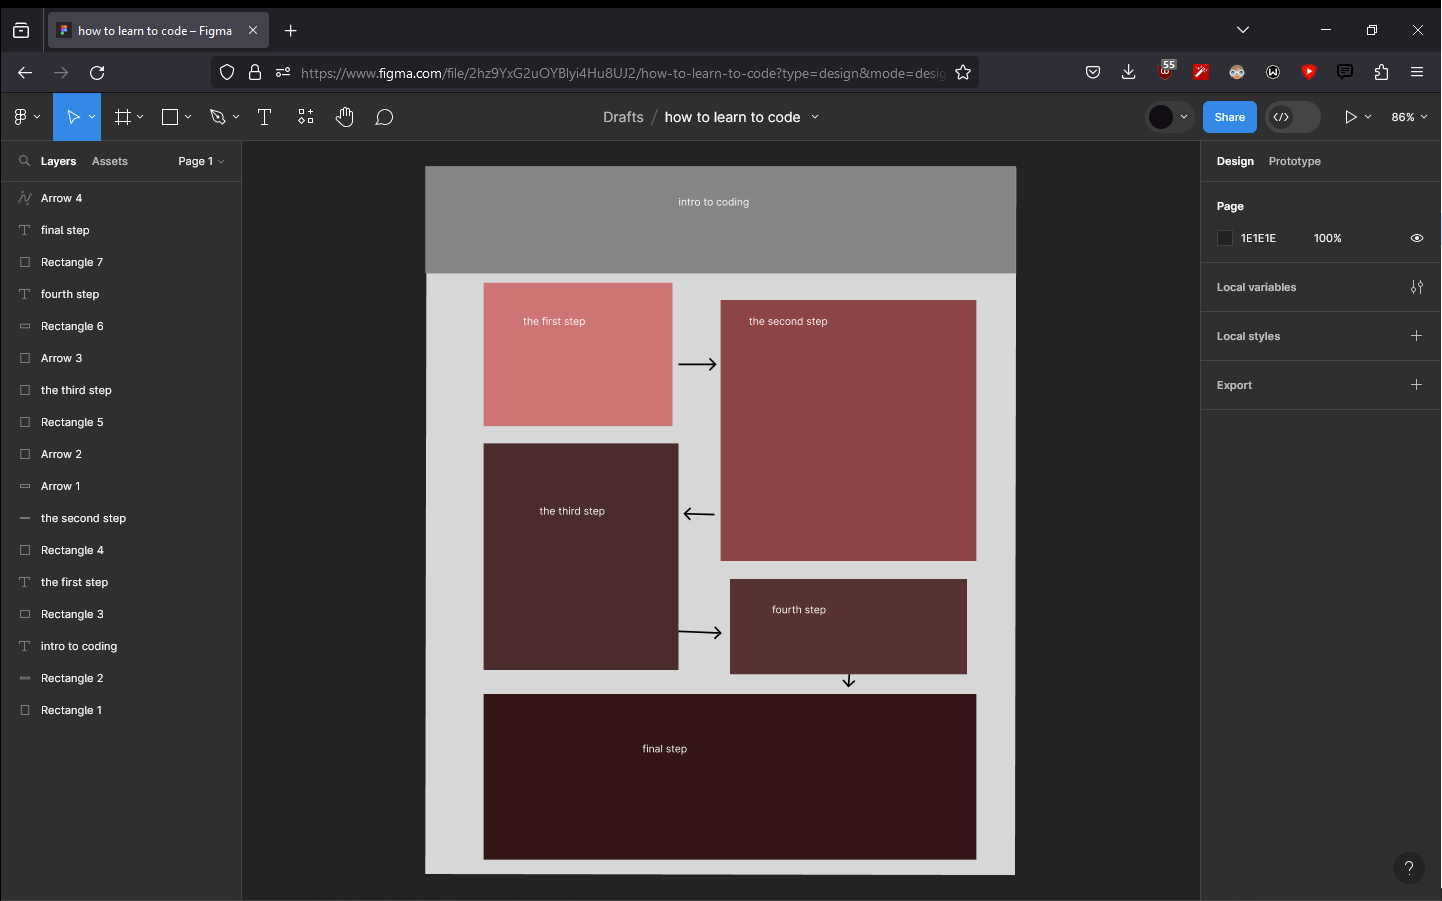 how to learn to code – Figma
https://www.figma.com/file/2hz9YxG2uOYBlyi4Hu8UJ2/how-to-learn-to-code?type=design&mode=desig
55
Drafts / how to learn to code
Share
86%
Layers
Assets
Page 1
Arrow 4
final step
Rectangle 7
fourth step
Rectangle 6
Arrow 3
the third step
Rectangle 5
Arrow 2
Arrow 1
the second step
Rectangle 4
the first step
Rectangle 3
intro to coding
Rectangle 2
Rectangle 1
intro to coding
the first step
the second step
the third step
fourth step
final step
Design
Prototype
Page
1E1E1E
100%
Local variables
Local styles
Export
?